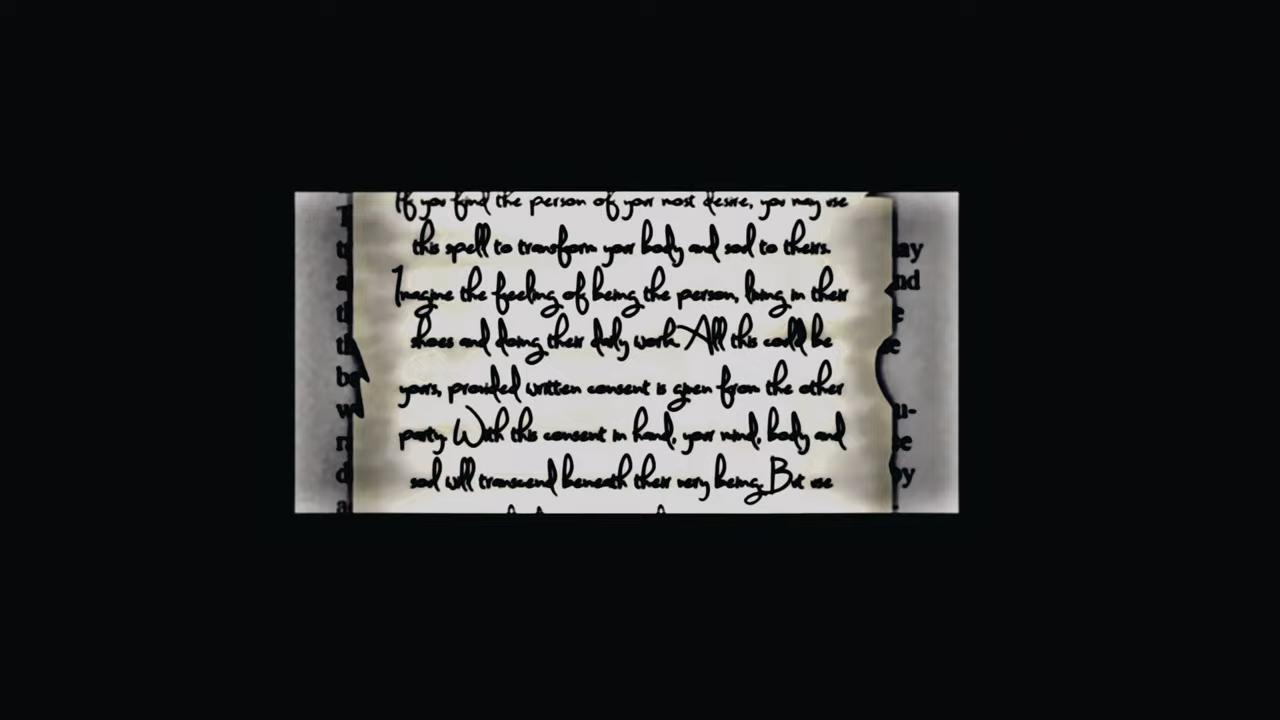 If you find the person of your most desire, you may use
this spell to transform your body and soul to theirs.
Imagine the feeling of being the person, living in their
shoes and doing their daily work. All this could be
yours, provided written consent is given from the other
party. With this consent in hand, your mind, body and
soul will transcend beneath their very being. But use